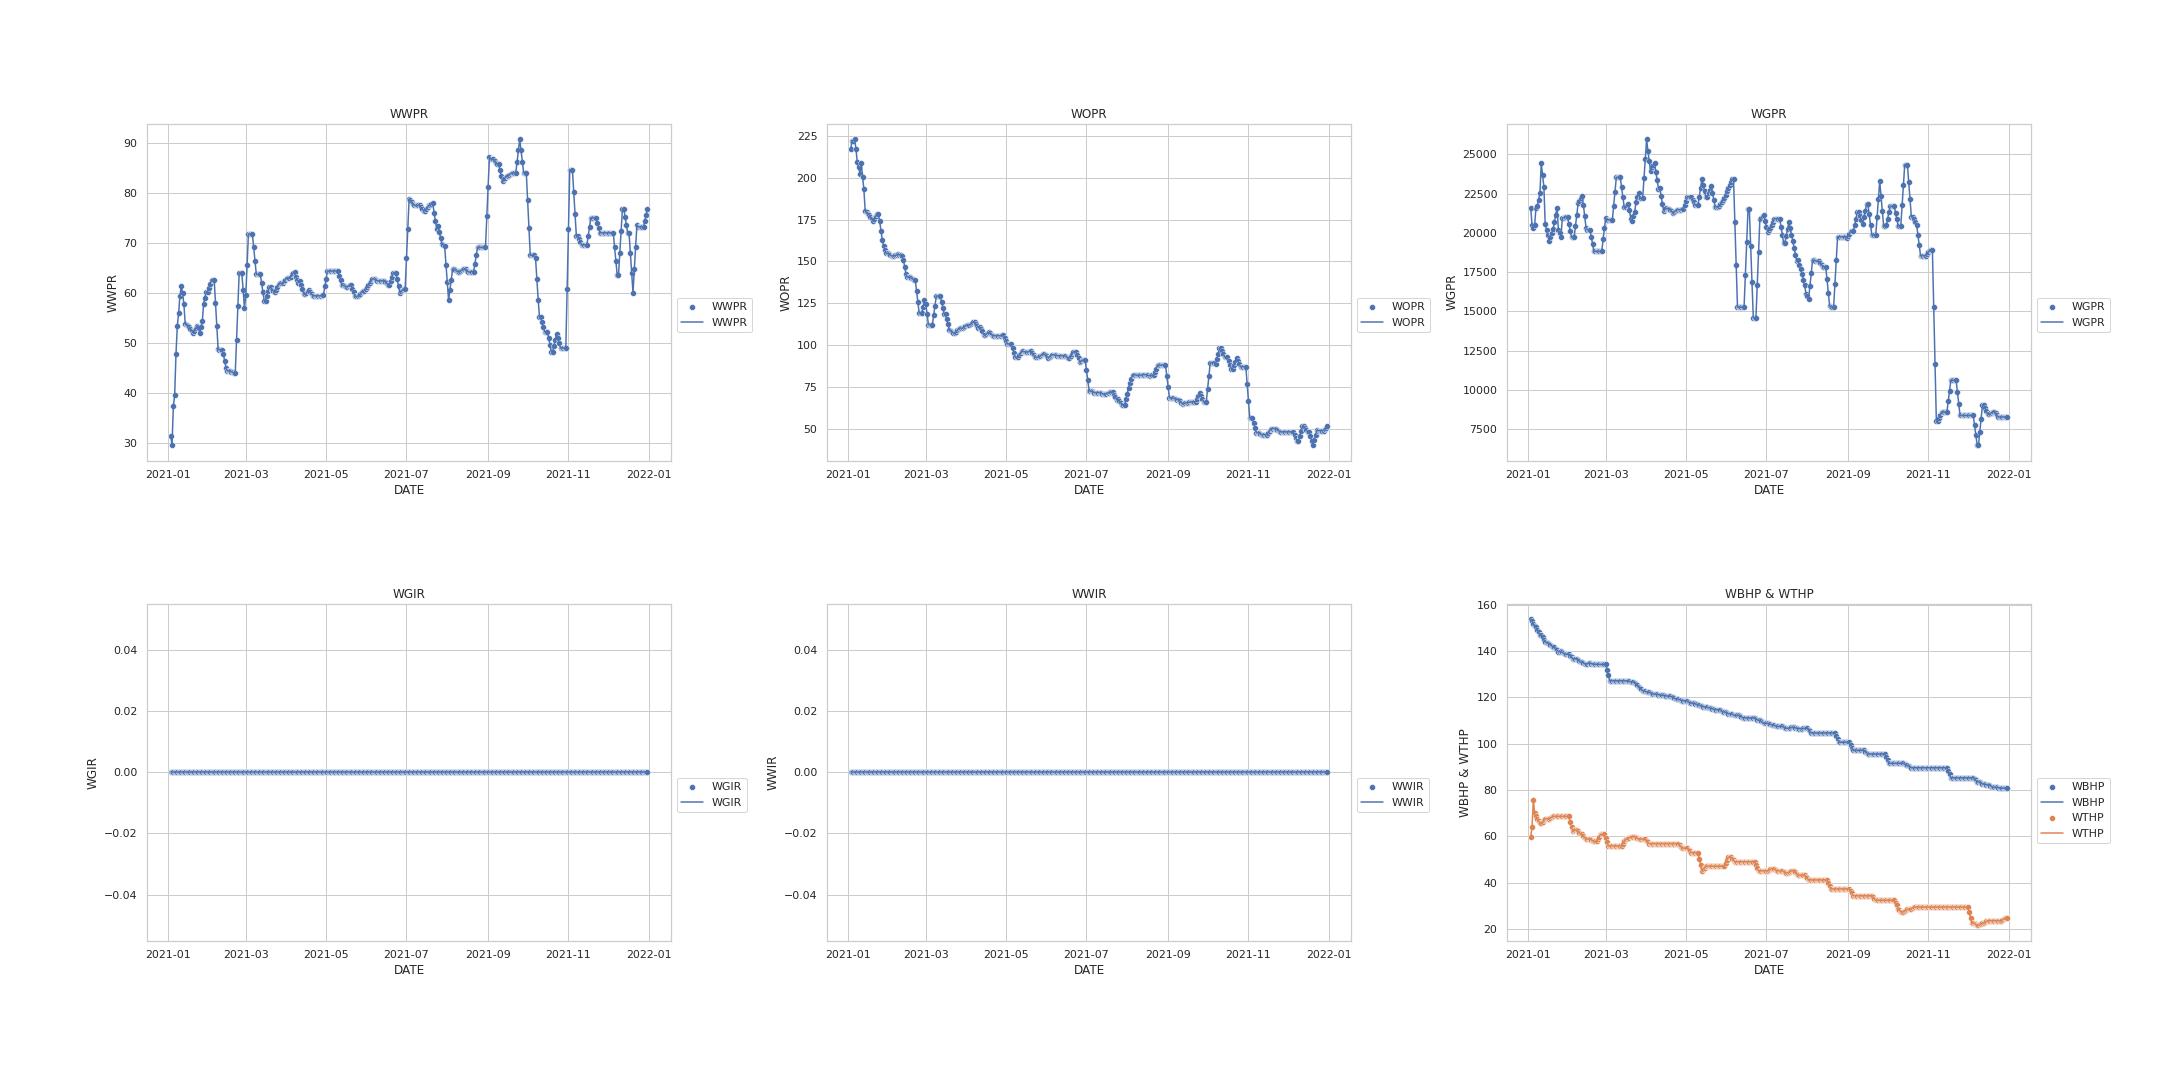 WWPR
WWPR
90
80
70
60
50
40
30
2021-01 2021-03 2021-05 2021-07 2021-09 2021-11 2022-01
DATE
WWPR
WWPR
WOPR
WOPR
225
200
175
150
125
100
75
50
2021-01 2021-03 2021-05 2021-07 2021-09 2021-11 2022-01
DATE
WOPR
WOPR
WGPR
WGPR
25000
22500
20000
17500
15000
12500
10000
7500
2021-01 2021-03 2021-05 2021-07 2021-09 2021-11 2022-01
DATE
WGPR
WGPR
WGIR
WGIR
0.04
0.02
0.00
−0.02
−0.04
2021-01 2021-03 2021-05 2021-07 2021-09 2021-11 2022-01
DATE
WGIR
WGIR
WWIR
WWIR
0.04
0.02
0.00
−0.02
−0.04
2021-01 2021-03 2021-05 2021-07 2021-09 2021-11 2022-01
DATE
WWIR
WWIR
WBHP & WTHP
WBHP & WTHP
160
140
120
100
80
60
40
20
2021-01 2021-03 2021-05 2021-07 2021-09 2021-11 2022-01
DATE
WBHP
WBHP
WTHP
WTHP